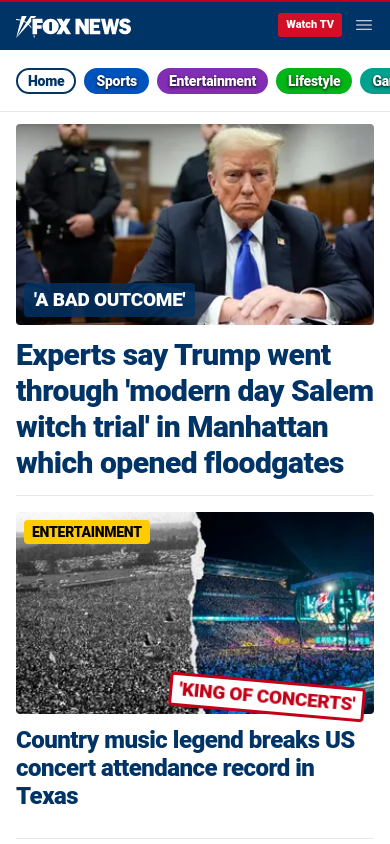 FOX NEWS
Watch TV
Home
Sports
Entertainment
Lifestyle
Ga
'A BAD OUTCOME'
Experts say Trump went
through 'modern day Salem
witch trial' in Manhattan
which opened floodgates
ENTERTAINMENT
'KING OF CONCERTS'
Country music legend breaks US
concert attendance record in
Texas